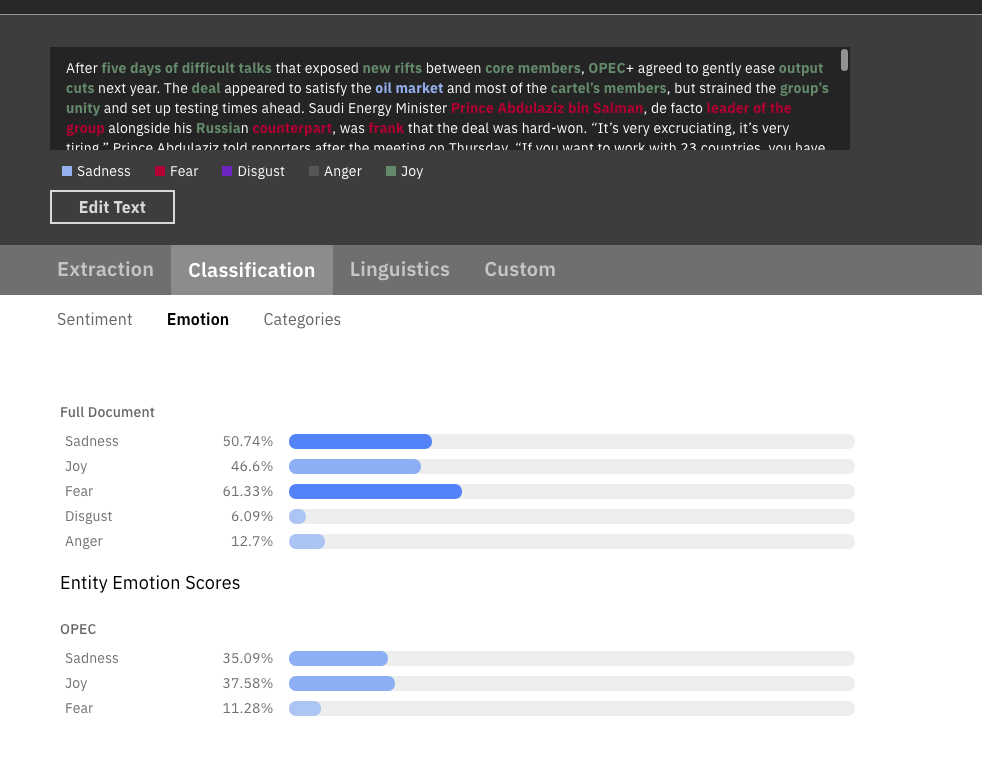 After five days of difficult talks that exposed new rifts between core members, OPEC+ agreed to gently ease output
cuts next year. The deal appeared to satisfy the oil market and most of the cartel’s members, but strained the group’s
unity and set up testing times ahead. Saudi Energy Minister Prince Abdulaziz bin Salman, de facto leader of the
group alongside his Russian counterpart, was frank that the deal was hard-won. “It’s very excruciating, it’s very
tiring,” Prince Abdulaziz told reporters after the meeting on Thursday. “If you want to work with 23 countries, you have
Sadness Fear Disgust Anger Joy
Edit Text
Extraction Classification Linguistics Custom
Sentiment Emotion Categories
Full Document
Sadness 50.74%
Joy 46.6%
Fear 61.33%
Disgust 6.09%
Anger 12.7%
Entity Emotion Scores
OPEC
Sadness 35.09%
Joy 37.58%
Fear 11.28%